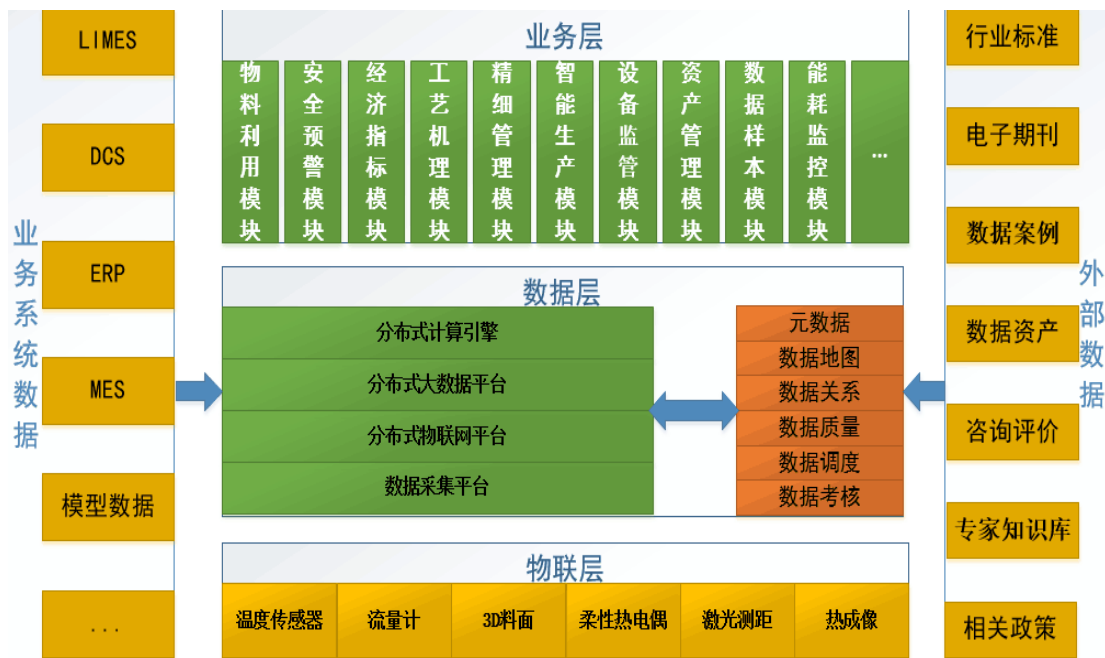 业务系统数据
LIMES
DCS
ERP
MES
模型数据
...
业务层
物料利用模块
安全预警模块
经济指标模块
工艺机理模块
精细管理模块
智能生产模块
设备监管模块
资产管理模块
数据样本模块
能耗监控模块
...
数据层
分布式计算引擎
分布式大数据平台
分布式物联网平台
数据采集平台
元数据
数据地图
数据关系
数据质量
数据调度
数据考核
物联层
温度传感器
流量计
3D料面
柔性热电偶
激光测距
热成像
行业标准
电子期刊
数据案例
数据资产
咨询评价
专家知识库
相关政策
外部数据